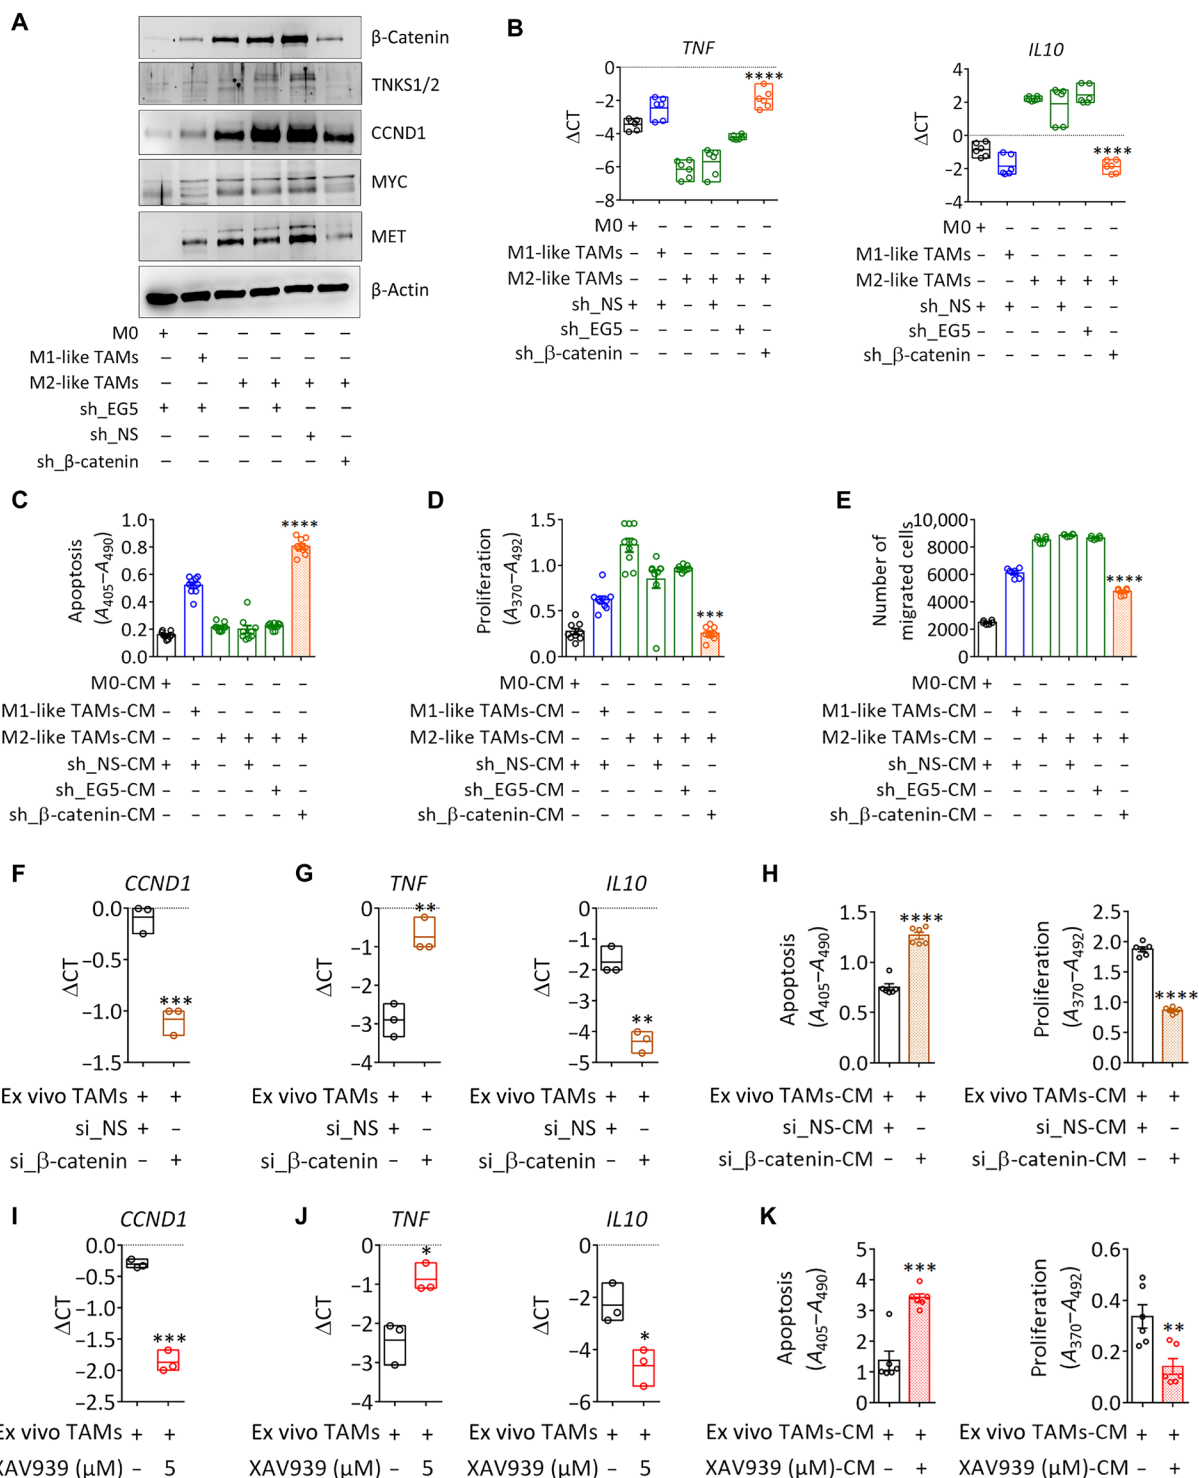 A
β-Catenin
TNKS1/2
CCND1
MYC
MET
β-Actin
M0 + – – – – –
M1-like TAMs – + – – – –
M2-like TAMs – – + + + +
sh_EG5 + + – + – –
sh_NS – – – – + –
sh_β-catenin – – – – – +
B
TNF
ΔCT
0
−2
−4
−6
−8
****
M0 + – – – – –
M1-like TAMs – + – – – –
M2-like TAMs – – + + + +
sh_NS + + – + – –
sh_EG5 – – – – + –
sh_β-catenin – – – – – +
IL10
ΔCT
4
2
0
−2
−4
****
M0 + – – – – –
M1-like TAMs – + – – – –
M2-like TAMs – – + + + +
sh_NS + + – + – –
sh_EG5 – – – – + –
sh_β-catenin – – – – – +
C
Apoptosis
(A405–A490)
1.0
0.8
0.6
0.4
0.2
0.0
****
M0-CM + – – – – –
M1-like TAMs-CM – + – – – –
M2-like TAMs-CM – – + + + +
sh_NS-CM + + – + – –
sh_EG5-CM – – – – + –
sh_β-catenin-CM – – – – – +
D
Proliferation
(A370–A492)
1.5
1.0
0.5
0.0
***
M0-CM + – – – – –
M1-like TAMs-CM – + – – – –
M2-like TAMs-CM – – + + + +
sh_NS-CM + + – + – –
sh_EG5-CM – – – – + –
sh_β-catenin-CM – – – – – +
E
Number of
migrated cells
10,000
8000
6000
4000
2000
0
****
M0-CM + – – – – –
M1-like TAMs-CM – + – – – –
M2-like TAMs-CM – – + + + +
sh_NS-CM + + – + – –
sh_EG5-CM – – – – + –
sh_β-catenin-CM – – – – – +
F
CCND1
ΔCT
0.0
−0.5
−1.0
−1.5
***
Ex vivo TAMs + +
si_NS + –
si_β-catenin – +
G
TNF
ΔCT
0
−1
−2
−3
−4
**
Ex vivo TAMs + +
si_NS + –
si_β-catenin – +
IL10
ΔCT
0
−1
−2
−3
−4
−5
**
Ex vivo TAMs + +
si_NS + –
si_β-catenin – +
H
Apoptosis
(A405–A490)
1.5
1.0
0.5
0.0
****
Ex vivo TAMs-CM + +
si_NS-CM + –
si_β-catenin-CM – +
Proliferation
(A370–A492)
2.5
2.0
1.5
1.0
0.5
0.0
****
Ex vivo TAMs-CM + +
si_NS-CM + –
si_β-catenin-CM – +
I
CCND1
ΔCT
0.0
−0.5
−1.0
−1.5
−2.0
−2.5
***
Ex vivo TAMs + +
XAV939 (μM) – 5
J
TNF
ΔCT
0
−1
−2
−3
−4
*
Ex vivo TAMs + +
XAV939 (μM) – 5
IL10
ΔCT
0
−2
−4
−6
*
Ex vivo TAMs + +
XAV939 (μM) – 5
K
Apoptosis
(A405–A490)
5
4
3
2
1
0
***
Ex vivo TAMs-CM + +
XAV939 (μM)-CM – +
Proliferation
(A370–A492)
0.6
0.4
0.2
0.0
**
Ex vivo TAMs-CM + +
XAV939 (μM)-CM – +